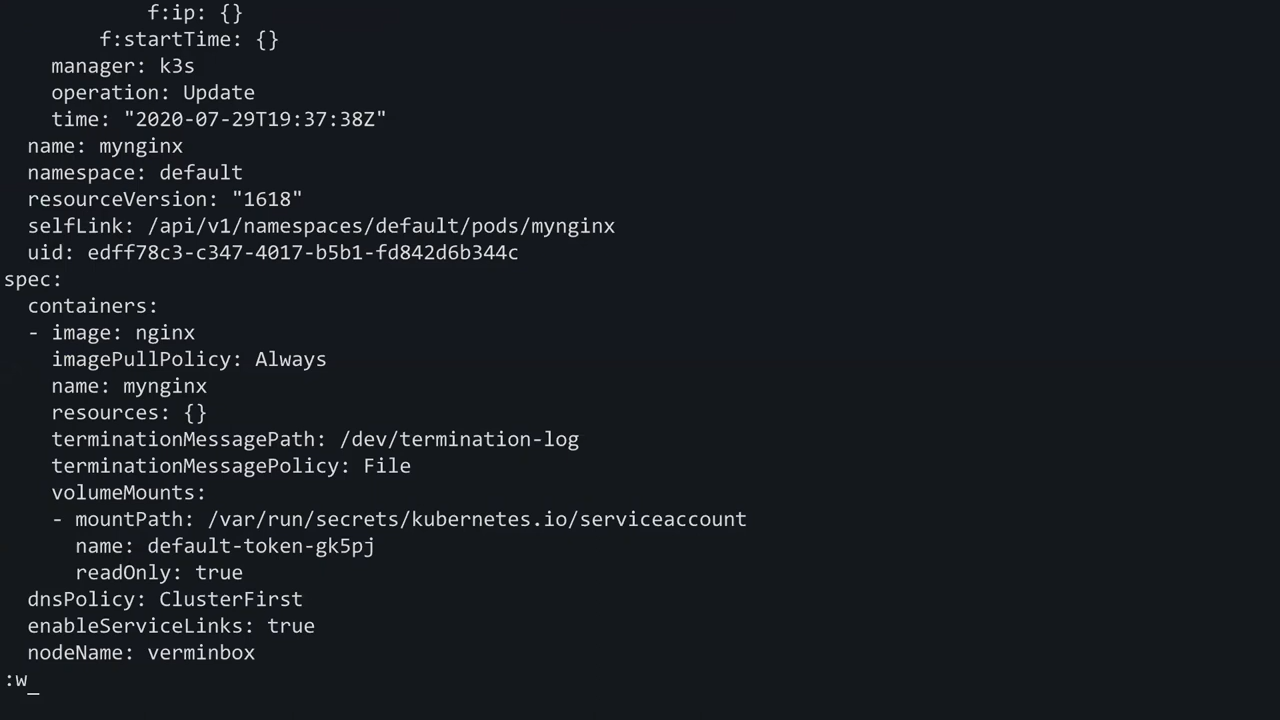 f:ip: {}
f:startTime: {}
manager: k3s
operation: Update
time: "2020-07-29T19:37:38Z"
name: mynginx
namespace: default
resourceVersion: "1618"
selfLink: /api/v1/namespaces/default/pods/mynginx
uid: edff78c3-c347-4017-b5b1-fd842d6b344c
spec:
containers:
- image: nginx
imagePullPolicy: Always
name: mynginx
resources: {}
terminationMessagePath: /dev/termination-log
terminationMessagePolicy: File
volumeMounts:
- mountPath: /var/run/secrets/kubernetes.io/serviceaccount
name: default-token-gk5pj
readOnly: true
dnsPolicy: ClusterFirst
enableServiceLinks: true
nodeName: verminbox
:w_